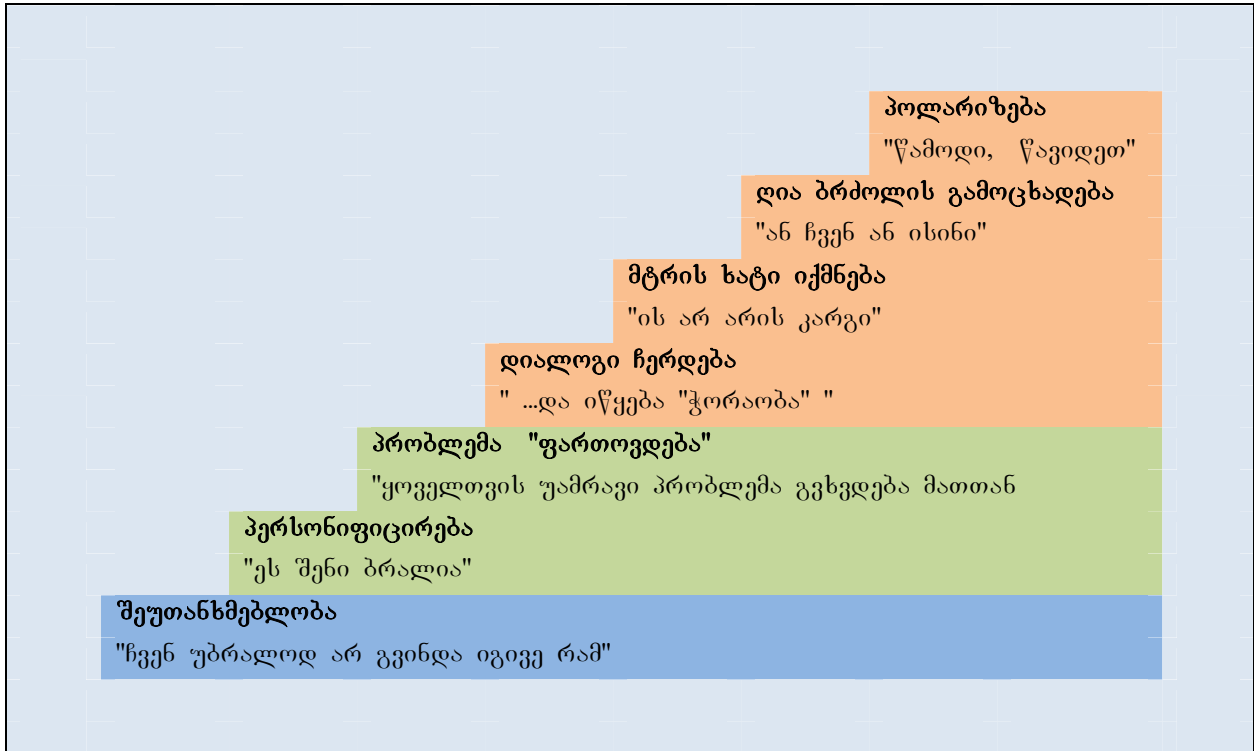 პოლარიზება
"წამოდი, წავიდეთ"
ღია ბრძოლის გამოცხადება
"ან ჩვენ ან ისინი"
მტრის ხატი იქმნება
"ის არ არის კარგი"
დიალოგი ჩერდება
" ...და იწყება "ჭორაობა" "
პრობლემა "ფართოვდება"
"ყოველთვის უამრავი პრობლემა გვხვდება მათთან
პერსონიფიცირება
"ეს შენი ბრალია"
შეუთანხმებლობა
"ჩვენ უბრალოდ არ გვინდა იგივე რამ"